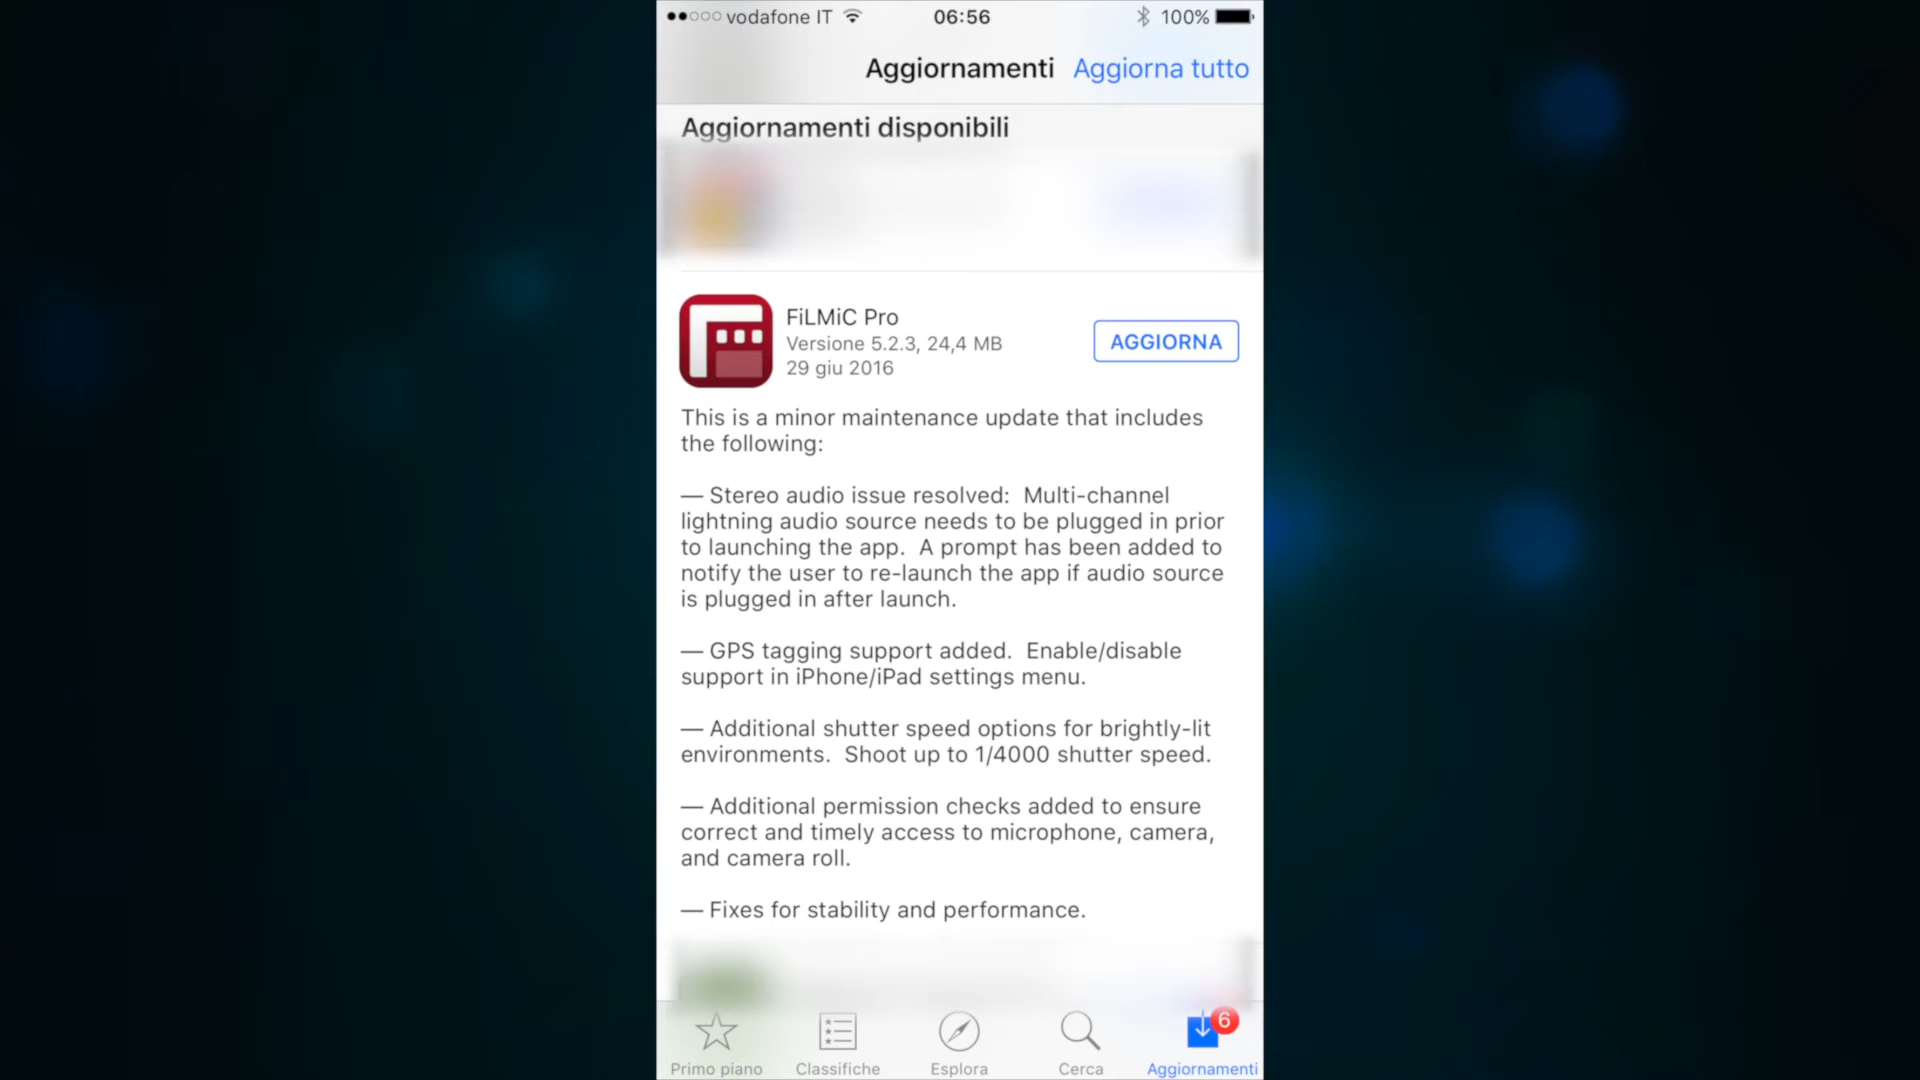 vodafone IT 06:56 100%
Aggiornamenti Aggiorna tutto
Aggiornamenti disponibili
FiLMiC Pro
Versione 5.2.3, 24,4 MB
29 giu 2016
AGGIORNA
This is a minor maintenance update that includes
the following:
— Stereo audio issue resolved:  Multi-channel
lightning audio source needs to be plugged in prior
to launching the app.  A prompt has been added to
notify the user to re-launch the app if audio source
is plugged in after launch.
— GPS tagging support added.  Enable/disable
support in iPhone/iPad settings menu.
— Additional shutter speed options for brightly-lit
environments.  Shoot up to 1/4000 shutter speed.
— Additional permission checks added to ensure
correct and timely access to microphone, camera,
and camera roll.
— Fixes for stability and performance.
6
Primo piano Classifiche Esplora Cerca Aggiornamenti